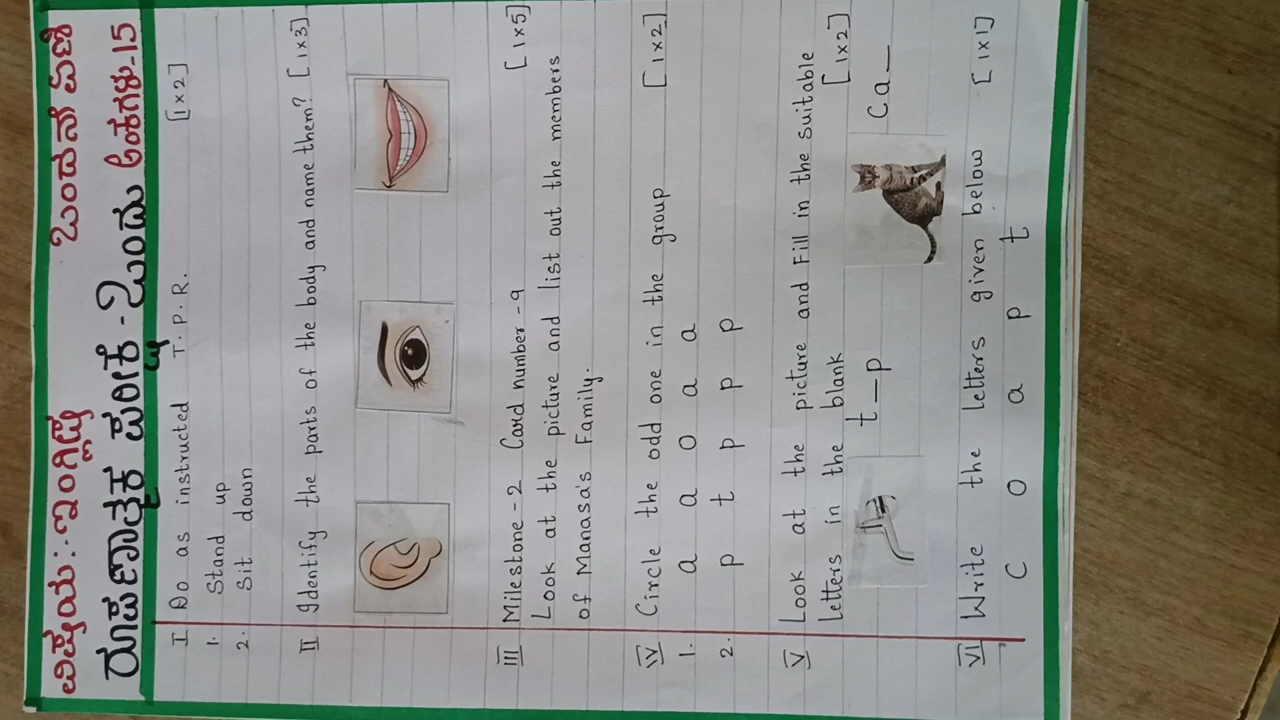 ವಿಷಯ: ಇಂಗ್ಲೀಷ್ ಒಂದನೇ ತರಗತಿ
ರೂಪಣಾತ್ಮಕ ಪರೀಕ್ಷೆ - ಒಂದು ಅಂಕಗಳು-15
I Do as instructed T.P.R. [1×2]
1. Stand up
2. Sit down
II Identify the parts of the body and name them? [1×3]
III Milestone-2 Card number-9 [1×5]
Look at the picture and list out the members
of Manasa's Family.
IV Circle the odd one in the group [1×2]
1. a a o a a
2. p t p p p
V Look at the picture and Fill in the suitable
letters in the blank [1×2]
t_p ca_
VI Write the letters given below [1×1]
c o a p t